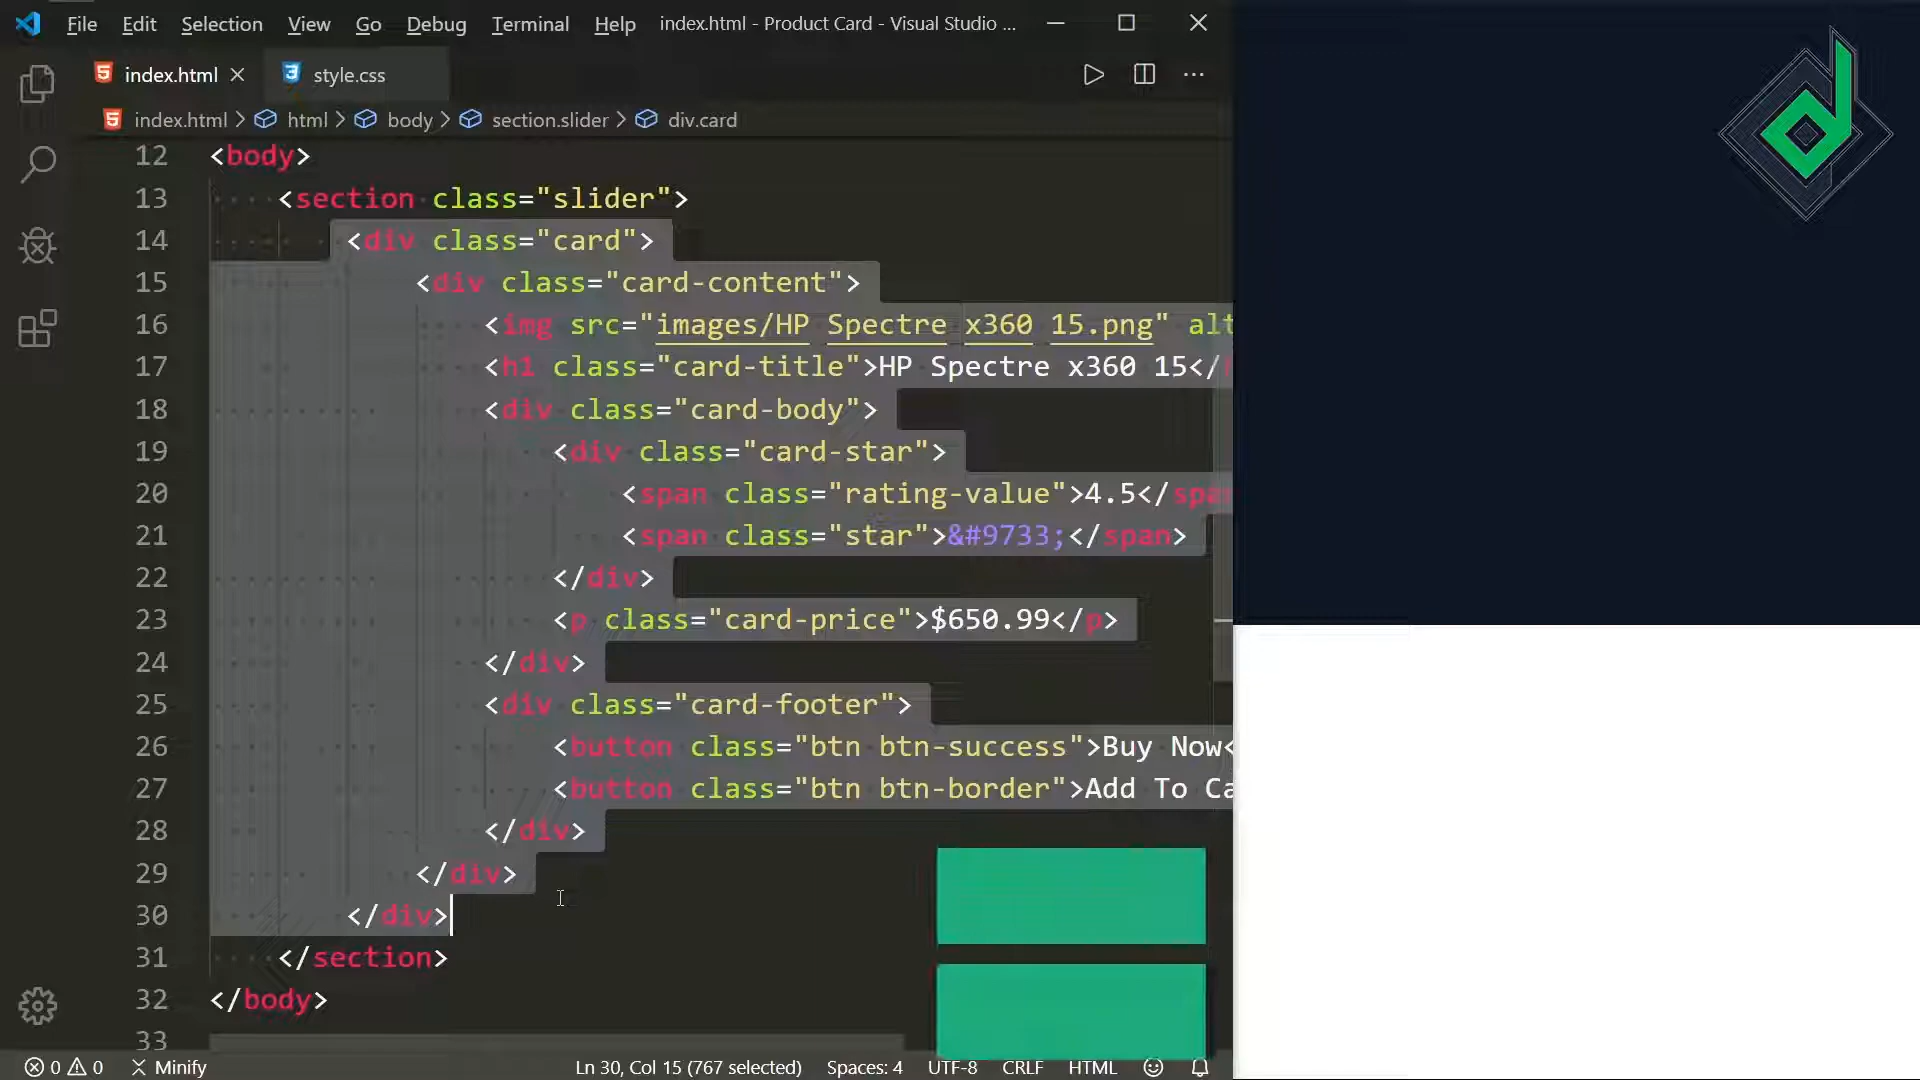 File Edit Selection View Go Debug Terminal Help index.html - Product Card - Visual Studio ...
index.html style.css
index.html > html > body > section.slider > div.card
12 <body>
13 <section class="slider">
14 <div class="card">
15 <div class="card-content">
16 <img src="images/HP Spectre x360 15.png" alt
17 <h1 class="card-title">HP Spectre x360 15</
18 <div class="card-body">
19 <div class="card-star">
20 <span class="rating-value">4.5</span
21 <span class="star">&#9733;</span>
22 </div>
23 <p class="card-price">$650.99</p>
24 </div>
25 <div class="card-footer">
26 <button class="btn btn-success">Buy Now<
27 <button class="btn btn-border">Add To Ca
28 </div>
29 </div>
30 </div>
31 </section>
32 </body>
33
0 0 Minify Ln 30, Col 15 (767 selected) Spaces: 4 UTF-8 CRLF HTML